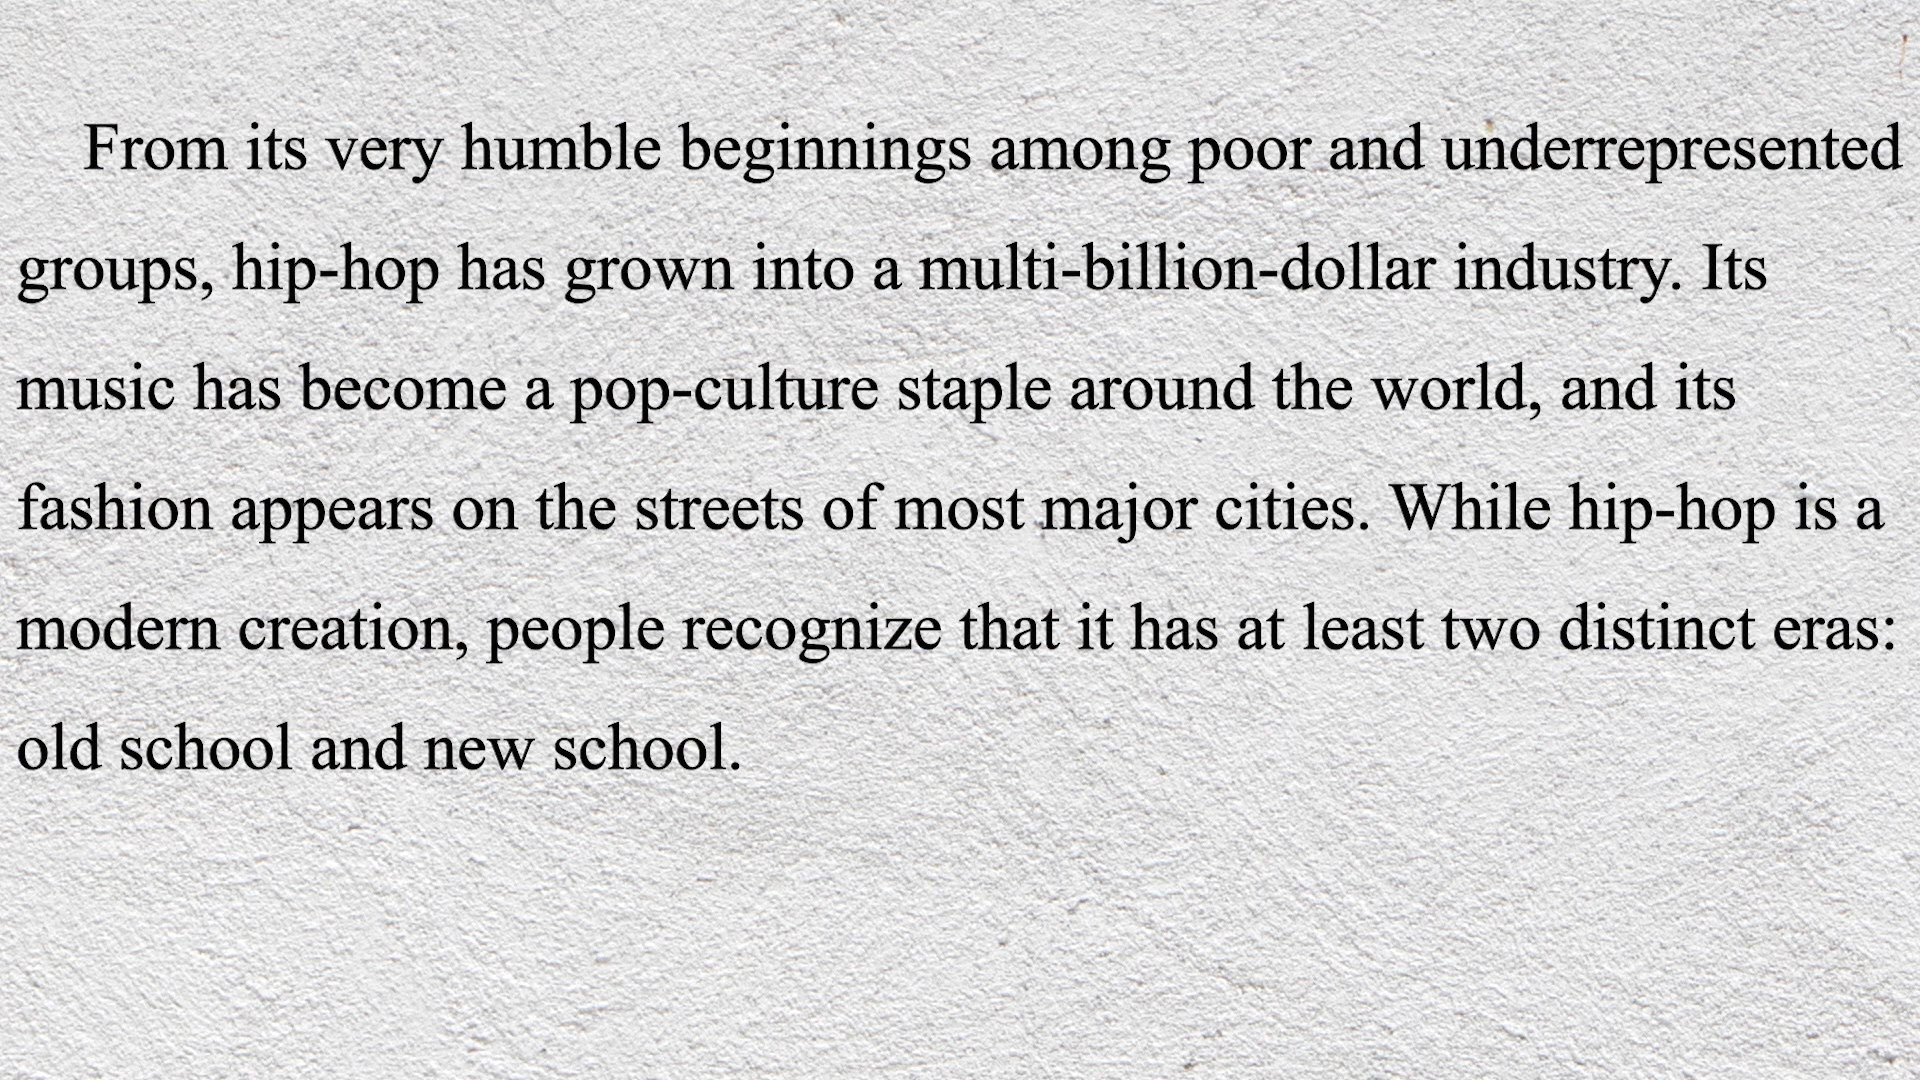 From its very humble beginnings among poor and underrepresented
groups, hip-hop has grown into a multi-billion-dollar industry. Its
music has become a pop-culture staple around the world, and its
fashion appears on the streets of most major cities. While hip-hop is a
modern creation, people recognize that it has at least two distinct eras:
old school and new school.